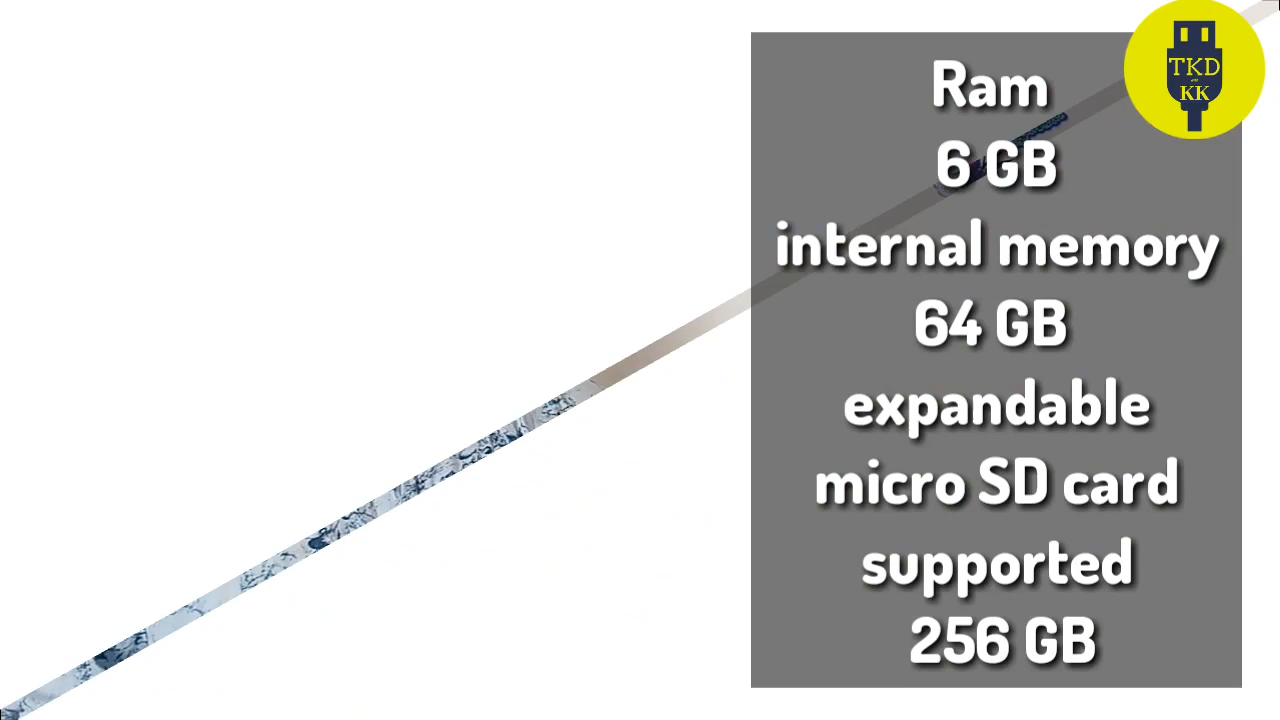 Ram
6 GB
internal memory
64 GB
expandable
micro SD card
supported
256 GB
TKD
KK